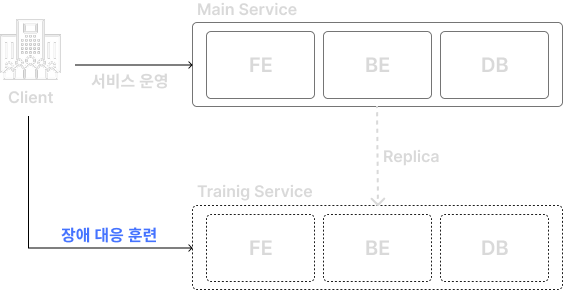 Main Service
FE
BE
DB
서비스 운영
Client
Replica
Trainig Service
장애 대응 훈련
FE
BE
DB